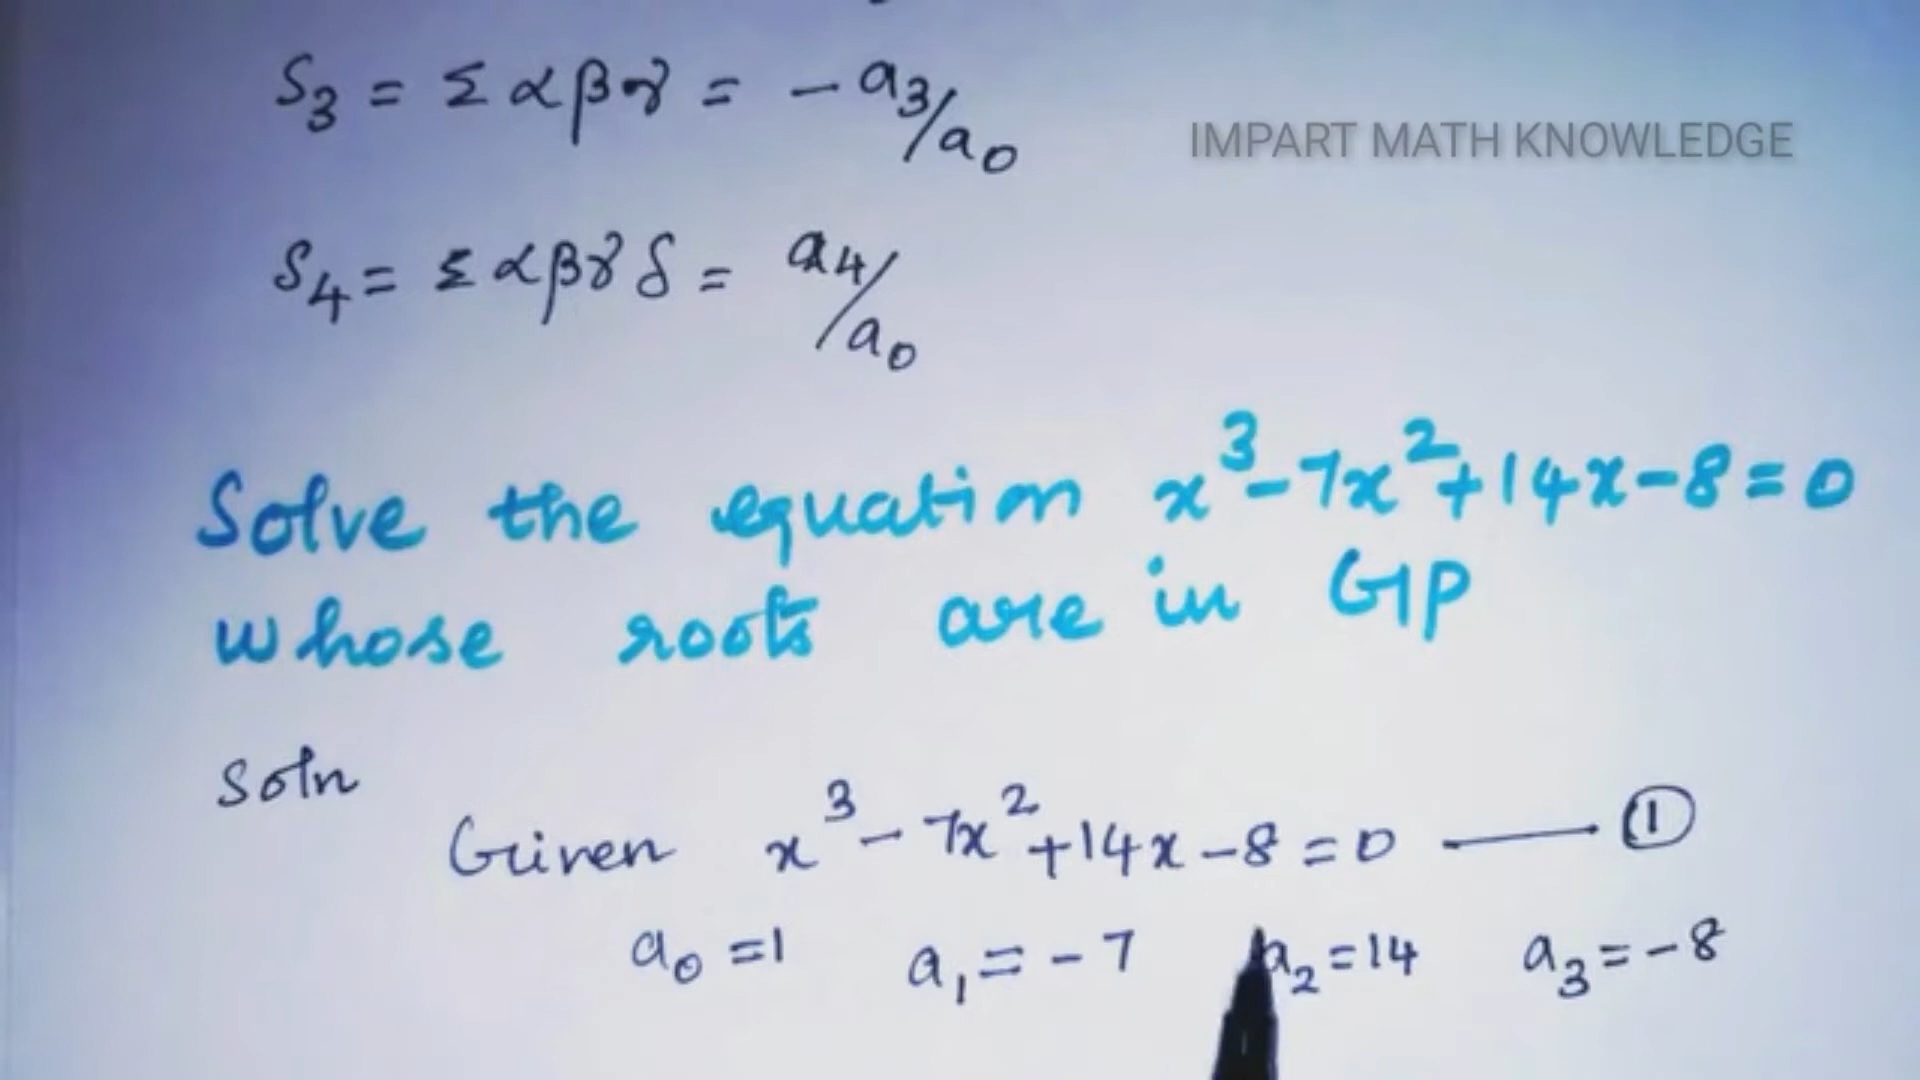 S₃ = Σ αβγ = - a₃/a₀
IMPART MATH KNOWLEDGE
S₄ = Σ αβγδ = a₄/a₀
Solve the equation x³-7x²+14x-8=0
whose roots are in GP
Soln
Given x³-7x²+14x-8=0 —— ①
a₀=1 a₁=-7 a₂=14 a₃=-8